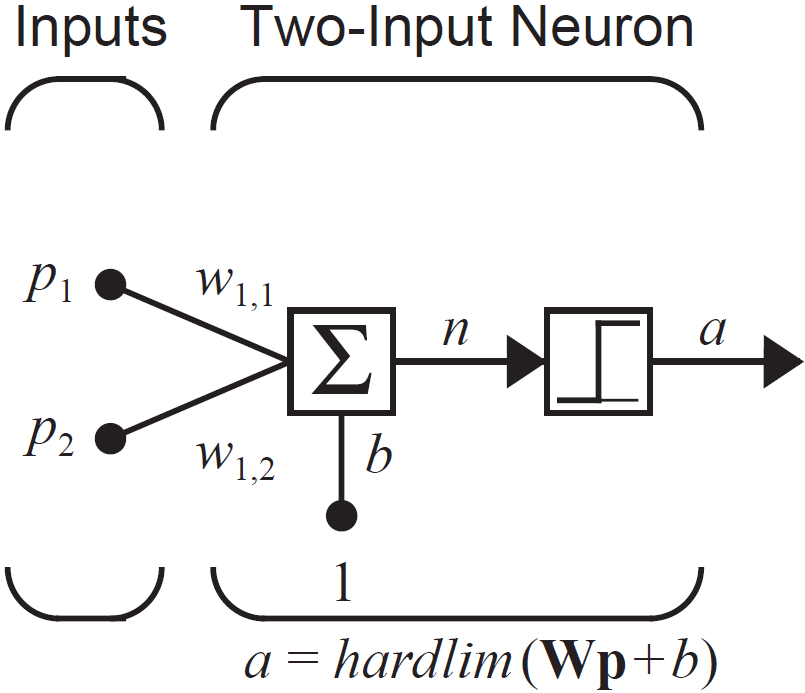 Inputs Two-Input Neuron
p₁ w₁,₁
Σ n a
p₂ w₁,₂ b
1
a = hardlim(Wp + b)